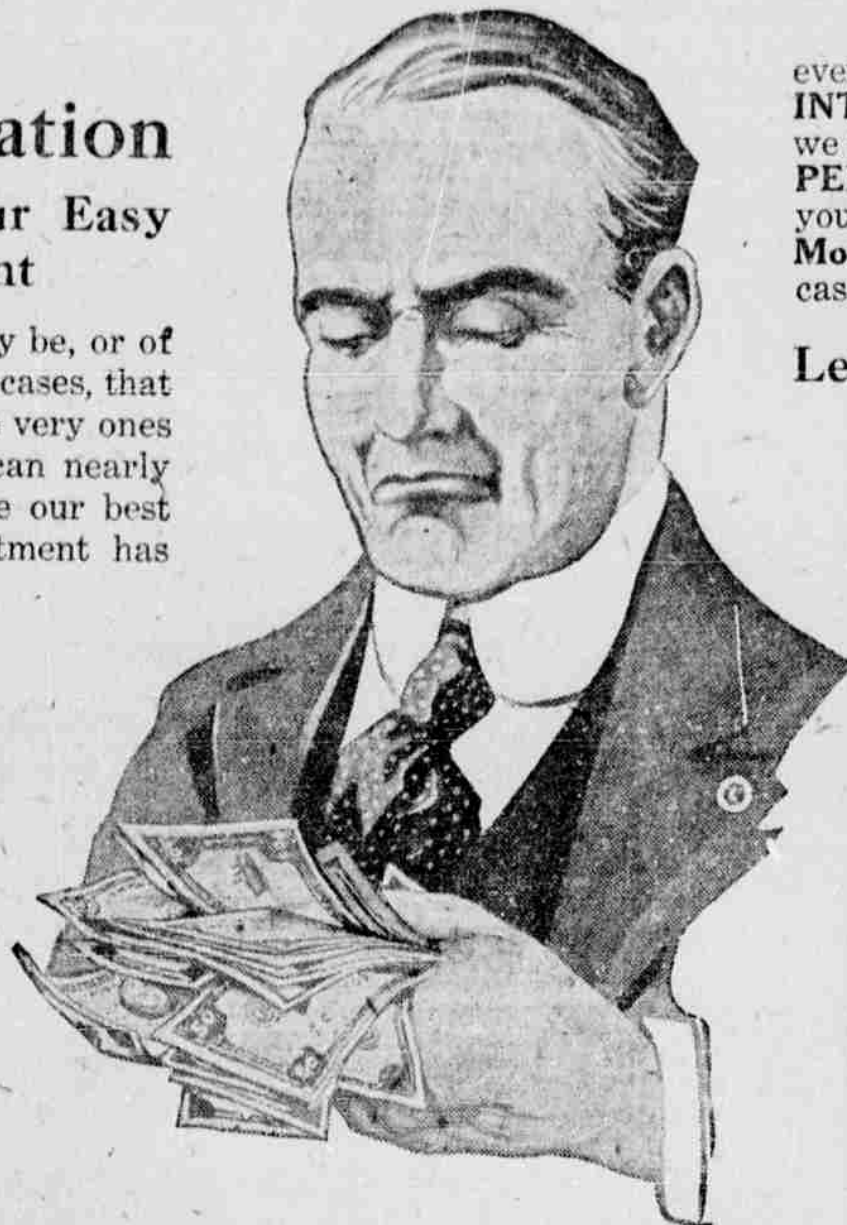 ation
ur Easy
nt
y be, or of
cases, that
very ones
can nearly
e our best
tment has
eve
INT
we
PE
you
Mo
cas
Le